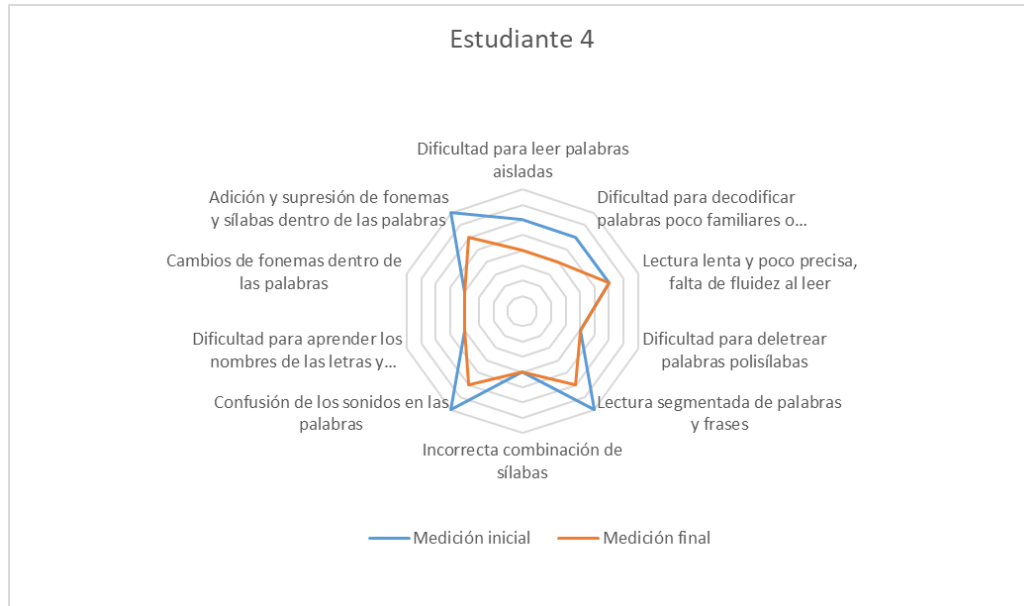 Estudiante 4
Dificultad para leer palabras
aisladas
Dificultad para decodificar
palabras poco familiares o...
Lectura lenta y poco precisa,
falta de fluidez al leer
Dificultad para deletrear
palabras polisílabas
Lectura segmentada de palabras
y frases
Incorrecta combinación de
sílabas
Confusión de los sonidos en las
palabras
Dificultad para aprender los
nombres de las letras y...
Cambios de fonemas dentro de
las palabras
Adición y supresión de fonemas
y sílabas dentro de las palabras
Medición inicial
Medición final